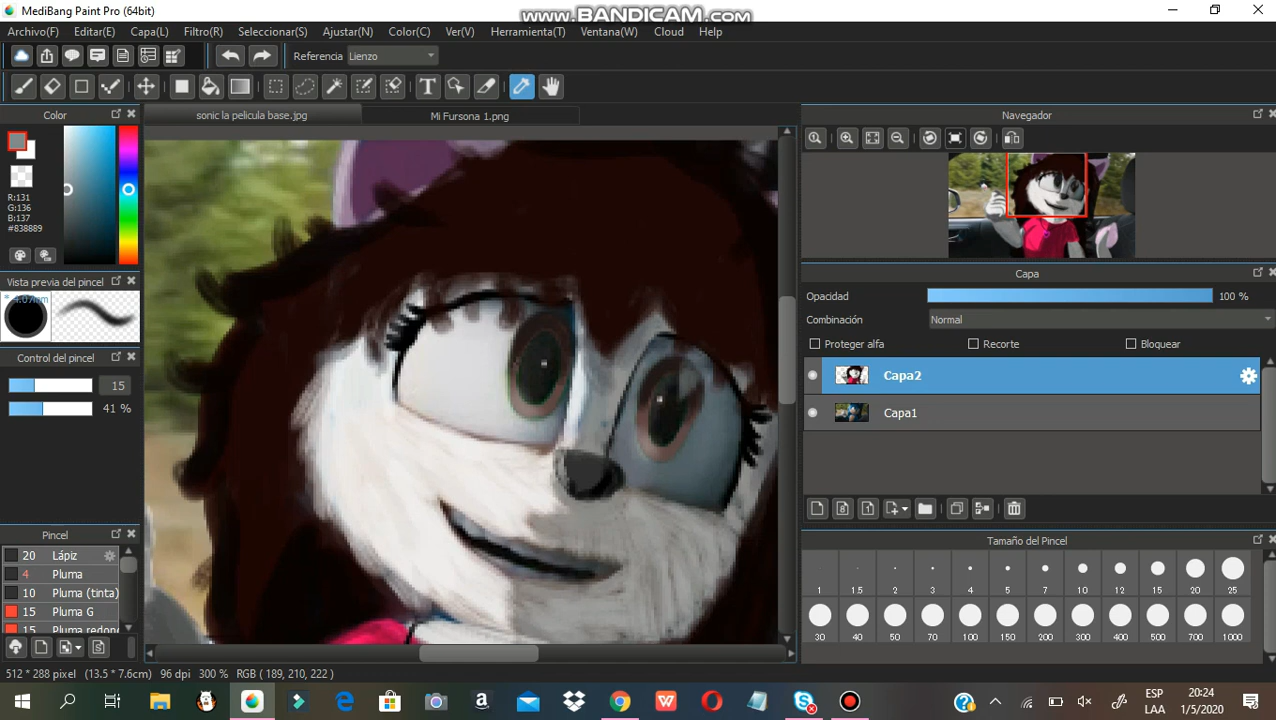 MediBang Paint Pro (64bit)
www.BANDICAM.com
Archivo(F) Editar(E) Capa(L) Filtro(R) Seleccionar(S) Ajustar(N) Color(C) Ver(V) Herramienta(T) Ventana(W) Cloud Help
Referencia Lienzo
T
Color
sonic la pelicula base.jpg
Mi Fursona 1.png
Navegador
R:131
G:136
B:137
#838889
Vista previa del pincel
* 4.07mm
Control del pincel
15
41 %
Pincel
20 Lápiz
4 Pluma
10 Pluma (tinta)
15 Pluma G
15 Pluma redone
Capa
Opacidad 100 %
Combinación Normal
Proteger alfa Recorte Bloquear
Capa2
Capa1
Tamaño del Pincel
1 1.5 2 3 4 5 7 10 12 15 20 25
30 40 50 70 100 150 200 300 400 500 700 1000
512 * 288 pixel (13.5 * 7.6cm) 96 dpi 300 % RGB ( 189, 210, 222 )
ESP
LAA
20:24
1/5/2020